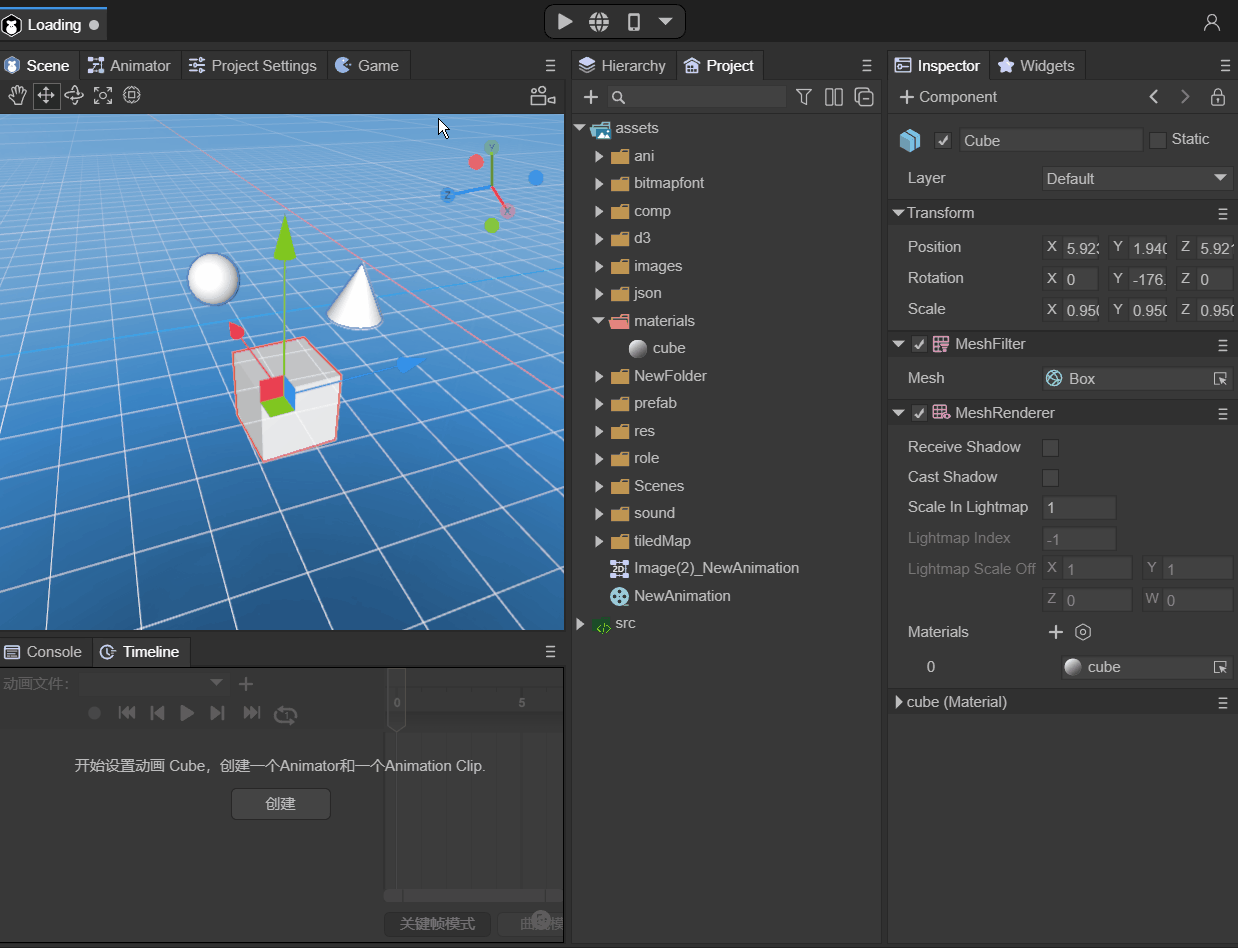 Loading
Scene
Animator
Project Settings
Game
Y
Z
X
Console
Timeline
动画文件：
0
5
开始设置动画 Cube，创建一个Animator和一个Animation Clip.
创建
关键帧模式
Hierarchy
Project
assets
ani
bitmapfont
comp
d3
images
json
materials
cube
NewFolder
prefab
res
role
Scenes
sound
tiledMap
Image(2)_NewAnimation
NewAnimation
src
Inspector
Widgets
Component
Cube
Static
Layer
Default
Transform
Position X 5.92 Y 1.940 Z 5.92
Rotation X 0 Y -176. Z 0
Scale X 0.950 Y 0.950 Z 0.950
MeshFilter
Mesh
Box
MeshRenderer
Receive Shadow
Cast Shadow
Scale In Lightmap 1
Lightmap Index -1
Lightmap Scale Off X 1 Y 1
Z 0 W 0
Materials
0
cube
cube (Material)